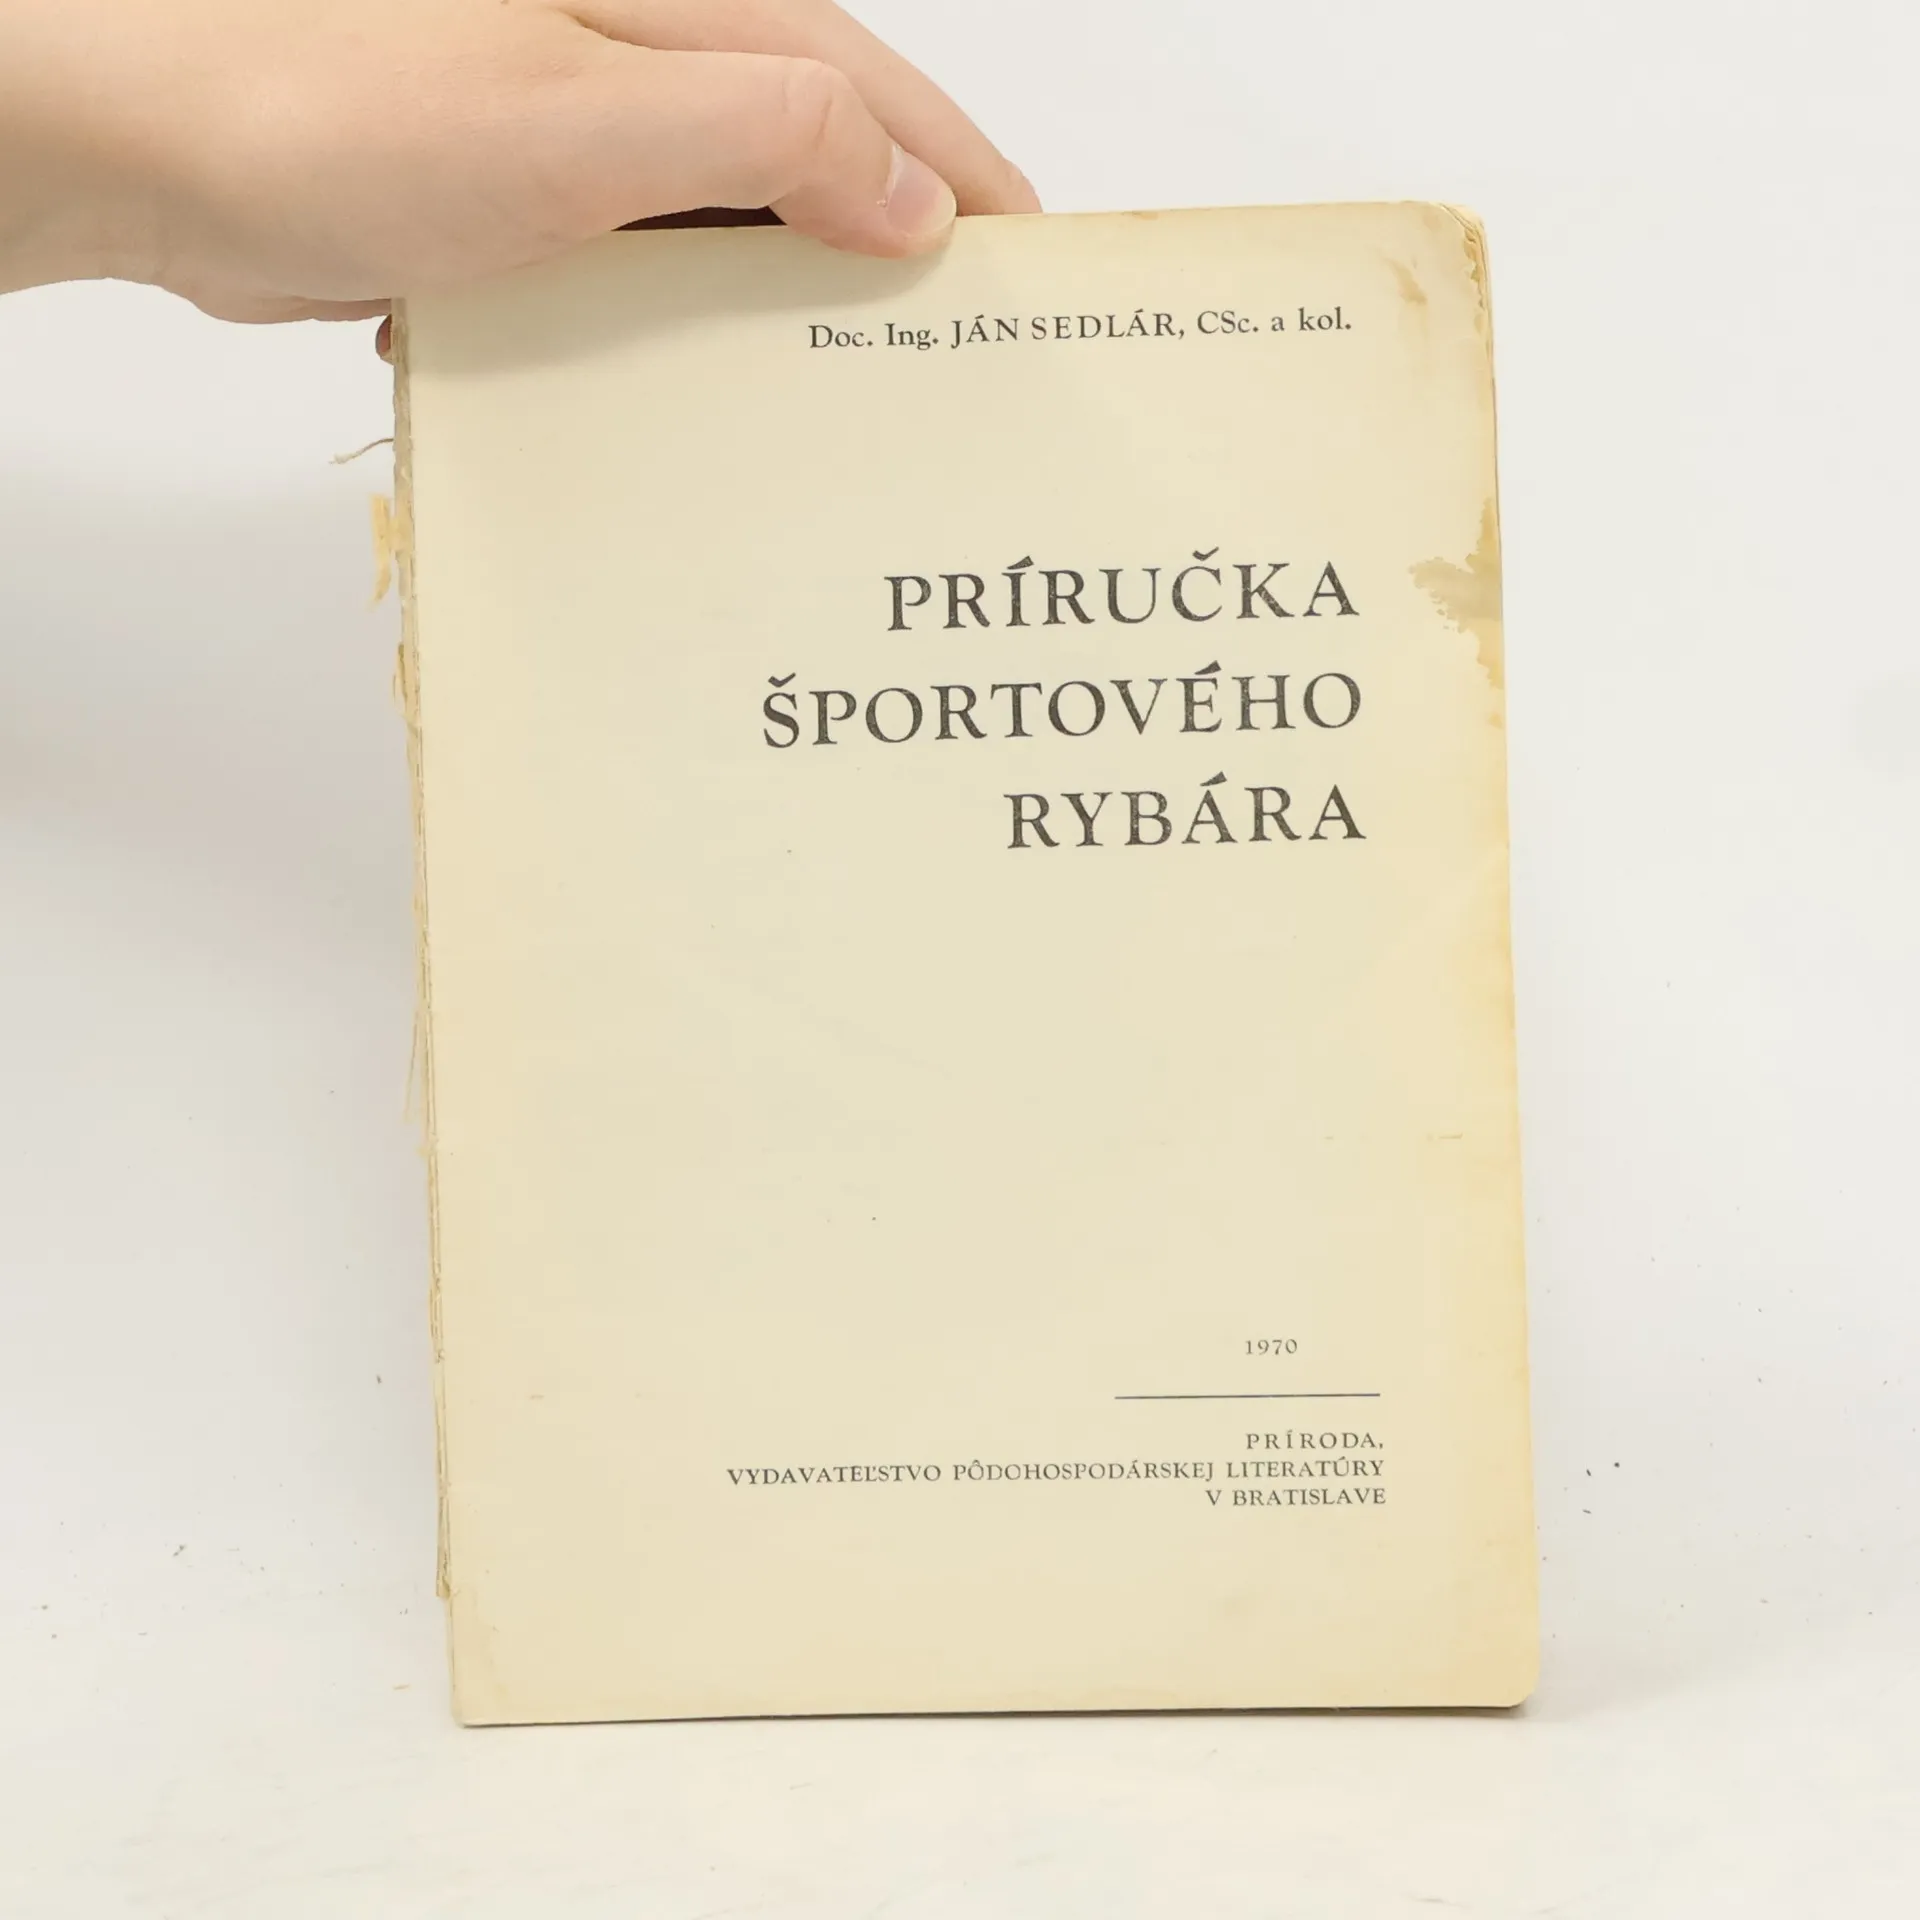 Doc. Ing. JÁN SEDLÁR, CSc. a kol.
PRÍRUČKA
ŠPORTOVÉHO
RYBÁRA
1970
PRÍRODA,
VYDAVATEĽSTVO PÔDOHOSPODÁRSKEJ LITERATÚRY
V BRATISLAVE